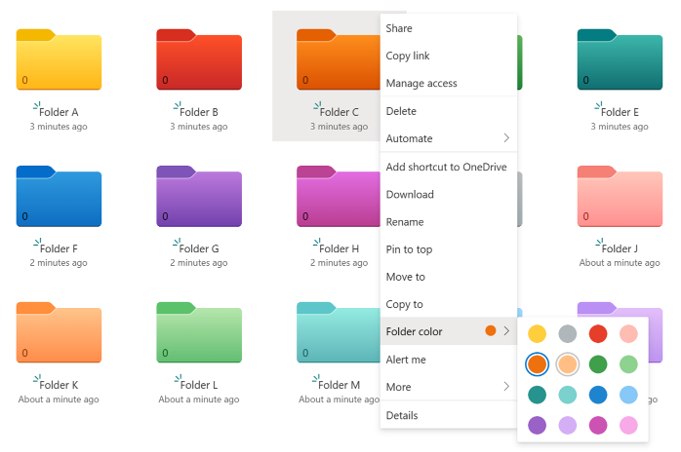 0
Folder A
3 minutes ago
0
Folder B
3 minutes ago
0
Folder C
3 minutes ago
0
Folder E
3 minutes ago
0
Folder F
2 minutes ago
0
Folder G
2 minutes ago
0
Folder H
2 minutes ago
0
Folder J
About a minute ago
0
Folder K
About a minute ago
0
Folder L
About a minute ago
0
Folder M
About a minute ago
Share
Copy link
Manage access
Delete
Automate
Add shortcut to OneDrive
Download
Rename
Pin to top
Move to
Copy to
Folder color
Alert me
More
Details